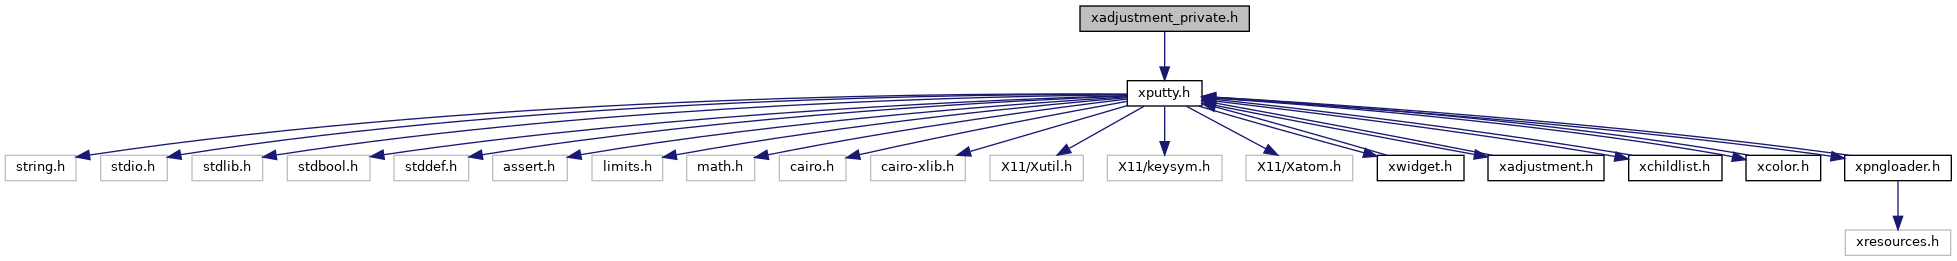 xadjustment_private.h
xputty.h
string.h
stdio.h
stdlib.h
stdbool.h
stddef.h
assert.h
limits.h
math.h
cairo.h
cairo-xlib.h
X11/Xutil.h
X11/keysym.h
X11/Xatom.h
xwidget.h
xadjustment.h
xchildlist.h
xcolor.h
xpngloader.h
xresources.h